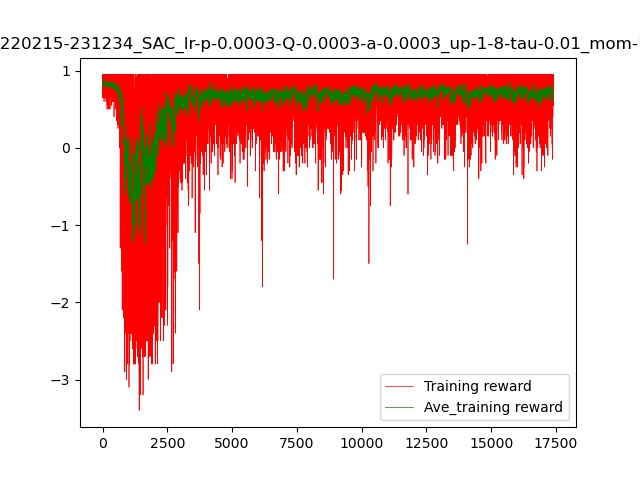 220215-231234_SAC_lr-p-0.0003-Q-0.0003-a-0.0003_up-1-8-tau-0.01_mom-
1
0
−1
−2
−3
Training reward
Ave_training reward
0 2500 5000 7500 10000 12500 15000 17500